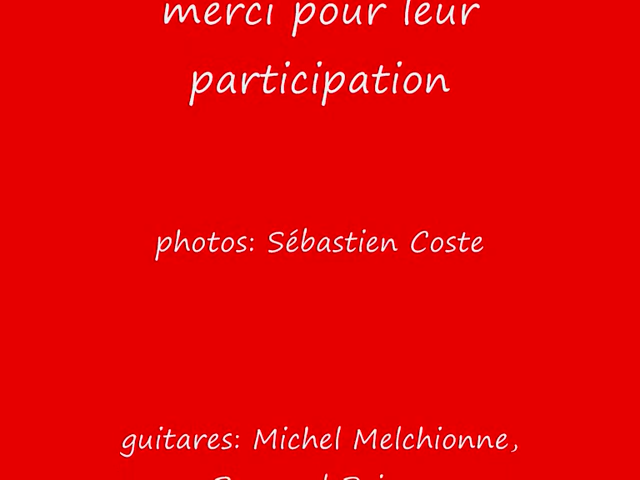 merci pour leur
participation
photos: Sébastien Coste
guitares: Michel Melchionne,